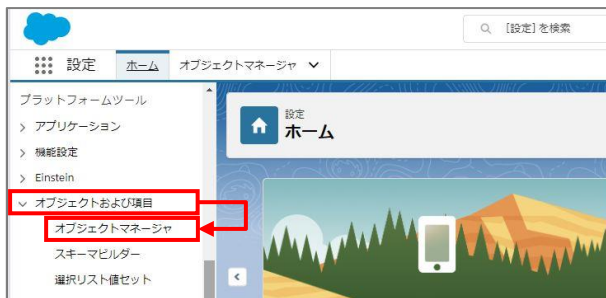 [設定]を検索
設定 ホーム オブジェクトマネージャ
プラットフォームツール
アプリケーション
機能設定
Einstein
オブジェクトおよび項目
オブジェクトマネージャ
スキーマビルダー
選択リスト値セット
設定
ホーム